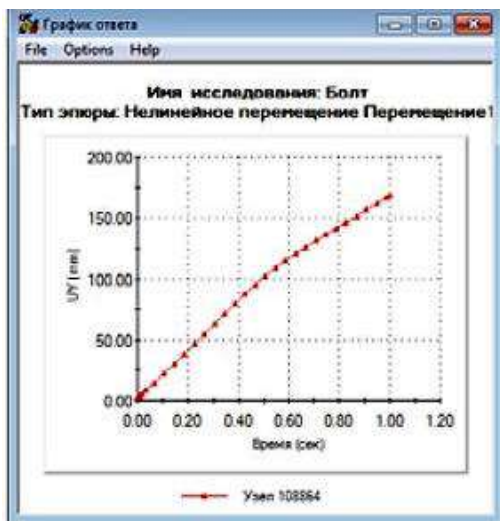 График ответа
File Options Help
Имя исследования: Болт
Тип эпюры: Нелинейное перемещение Перемещение1
200.00
150.00
100.00
50.00
0.00
UY (mm)
0.00 0.20 0.40 0.60 0.80 1.00 1.20
Время (сек)
Узел 108864